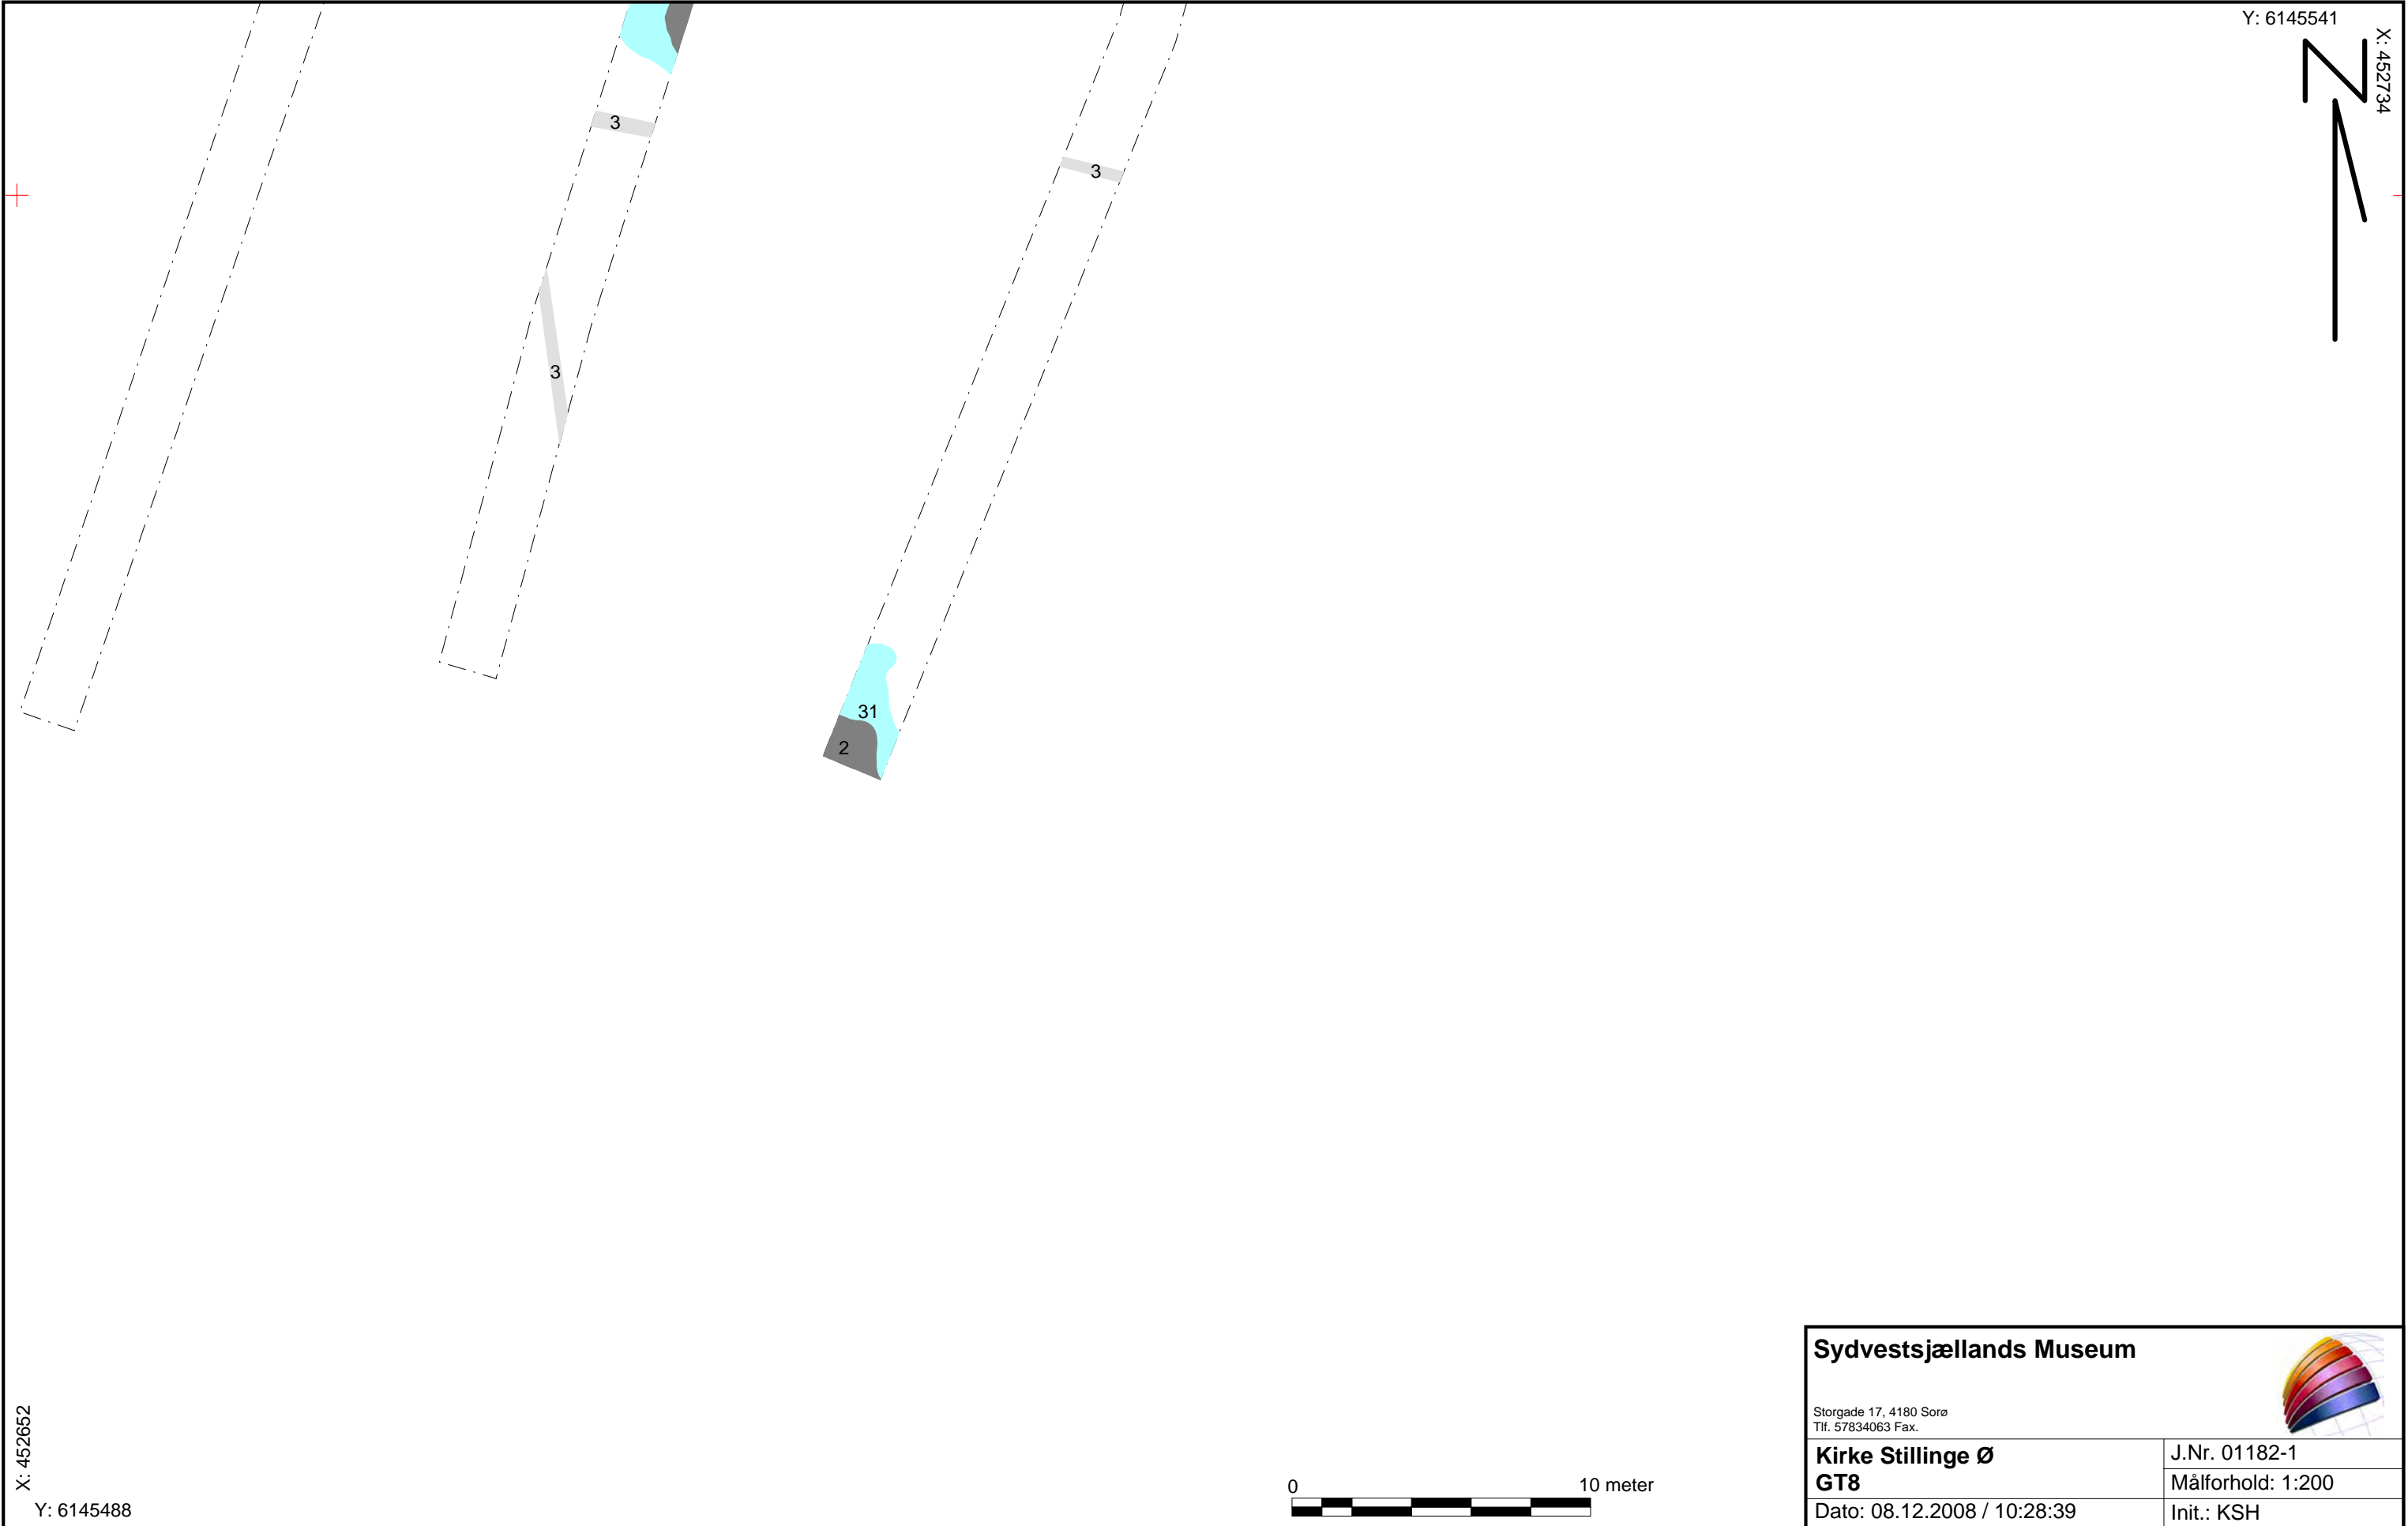 Y: 6145541
X: 452734
3
3
3
31
2
X: 452652
Y: 6145488
0 10 meter
Sydvestsjællands Museum
Storgade 17, 4180 Sorø
Tlf. 57834063 Fax.
Kirke Stillinge Ø
GT8
J.Nr. 01182-1
Målforhold: 1:200
Dato: 08.12.2008 / 10:28:39
Init.: KSH